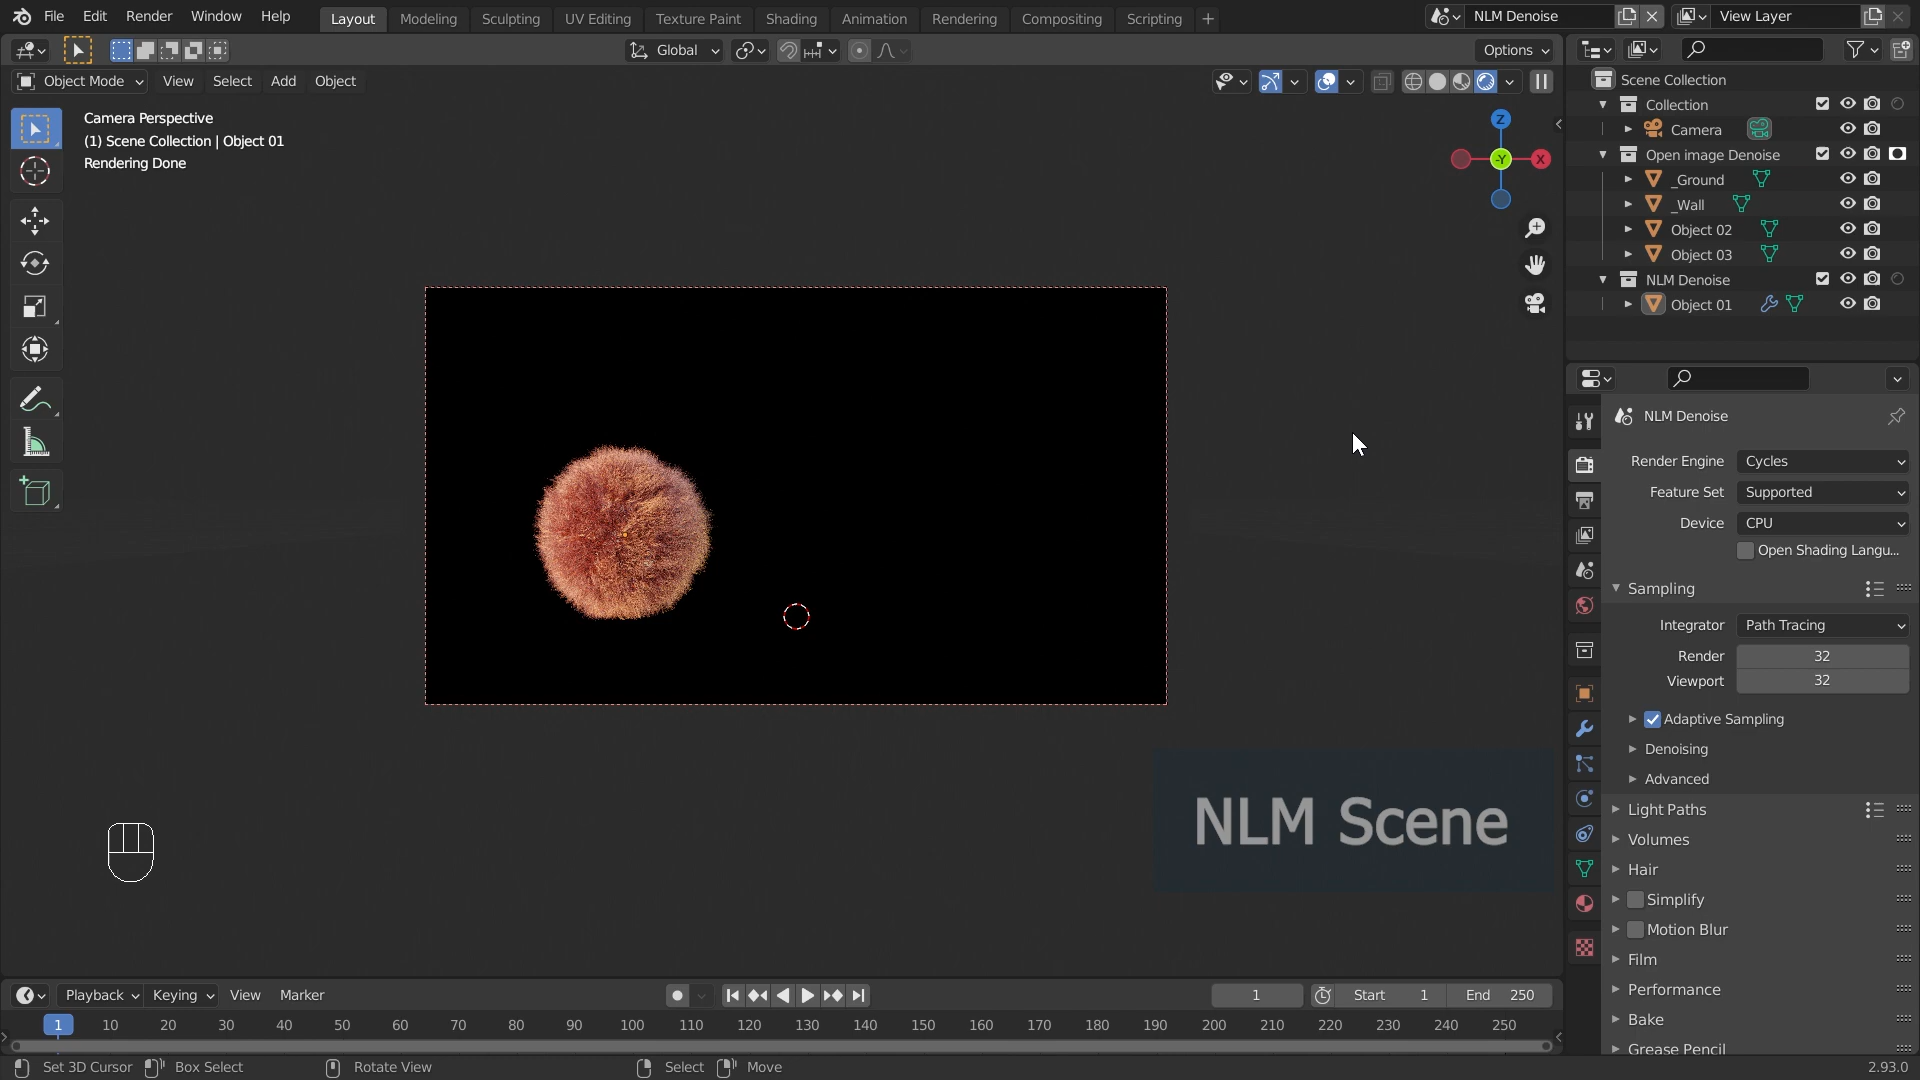 File Edit Render Window Help Layout Modeling Sculpting UV Editing Texture Paint Shading Animation Rendering Compositing Scripting + NLM Denoise View Layer
Global Options
Object Mode View Select Add Object
Camera Perspective
(1) Scene Collection | Object 01
Rendering Done
Z
-Y
X
Scene Collection
Collection
Camera
Open image Denoise
_Ground
_Wall
Object 02
Object 03
NLM Denoise
Object 01
NLM Denoise
Render Engine Cycles
Feature Set Supported
Device CPU
Open Shading Langu...
Sampling
Integrator Path Tracing
Render 32
Viewport 32
Adaptive Sampling
Denoising
Advanced
Light Paths
Volumes
Hair
Simplify
Motion Blur
Film
Performance
Bake
Grease Pencil
NLM Scene
Playback Keying View Marker 1 Start 1 End 250
1 10 20 30 40 50 60 70 80 90 100 110 120 130 140 150 160 170 180 190 200 210 220 230 240 250
Set 3D Cursor Box Select Rotate View Select Move 2.93.0